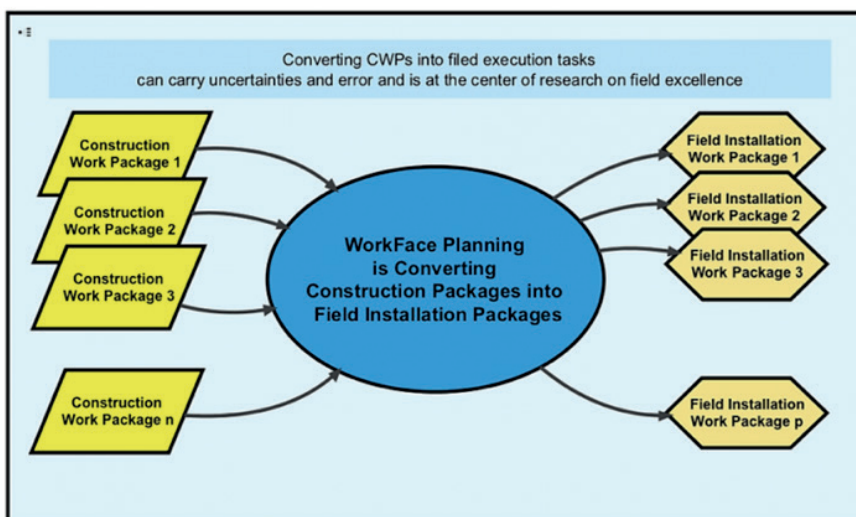 Converting CWPs into filed execution tasks
can carry uncertainties and error and is at the center of research on field excellence
Construction
Work Package 1
Construction
Work Package 2
Construction
Work Package 3
Construction
Work Package n
WorkFace Planning
is Converting
Construction Packages into
Field Installation Packages
Field Installation
Work Package 1
Field Installation
Work Package 2
Field Installation
Work Package 3
Field Installation
Work Package p